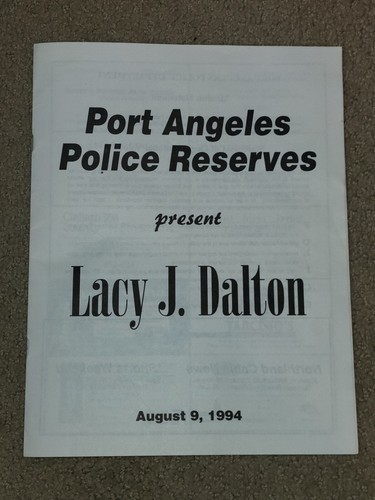 Port Angeles
Police Reserves
present
Lacy J. Dalton
August 9, 1994